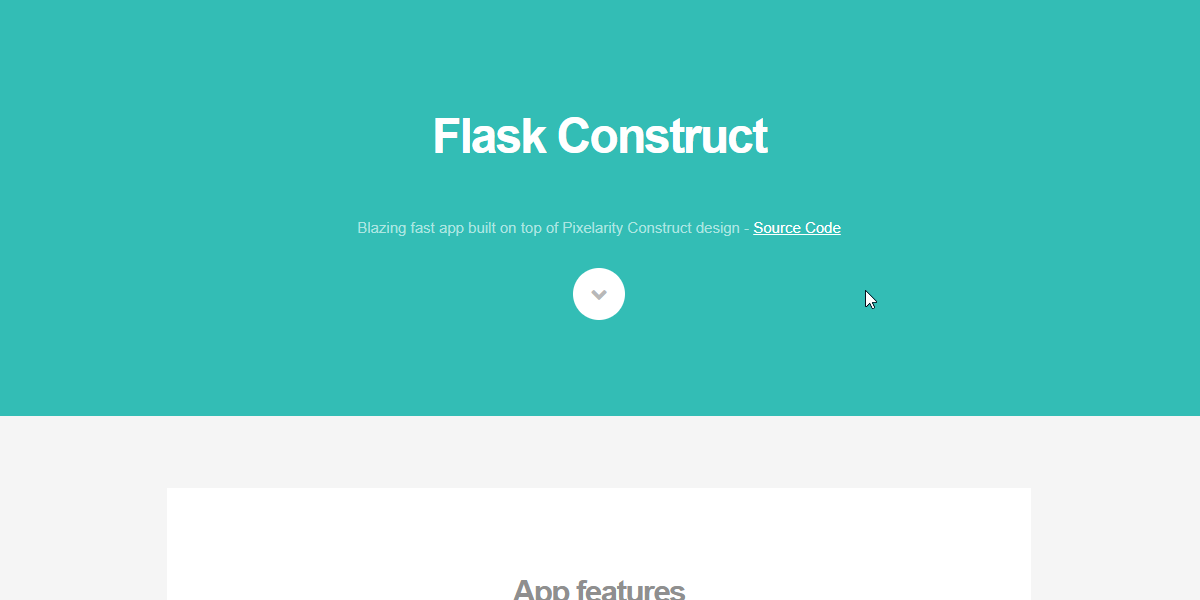 Flask Construct
Blazing fast app built on top of Pixelarity Construct design - Source Code
App features